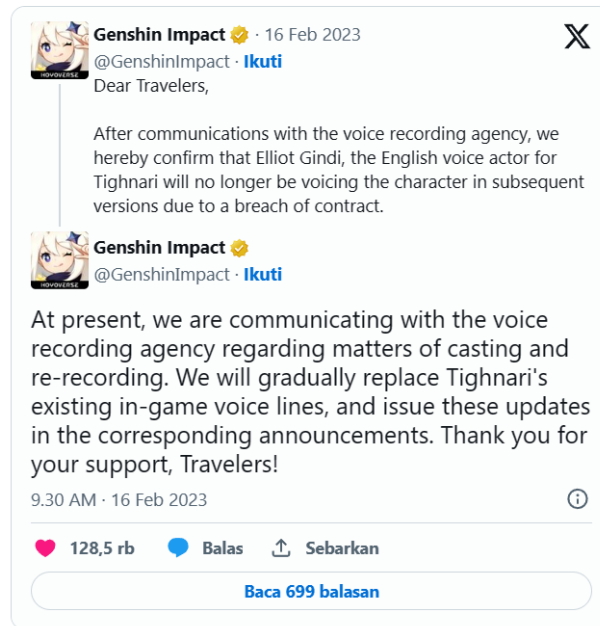 Genshin Impact · 16 Feb 2023
@GenshinImpact · Ikuti
Dear Travelers,
After communications with the voice recording agency, we
hereby confirm that Elliot Gindi, the English voice actor for
Tighnari will no longer be voicing the character in subsequent
versions due to a breach of contract.
HOYOVERSE
Genshin Impact
@GenshinImpact · Ikuti
HOYOVERSE
At present, we are communicating with the voice
recording agency regarding matters of casting and
re-recording. We will gradually replace Tighnari's
existing in-game voice lines, and issue these updates
in the corresponding announcements. Thank you for
your support, Travelers!
9.30 AM · 16 Feb 2023
128,5 rb Balas Sebarkan
Baca 699 balasan